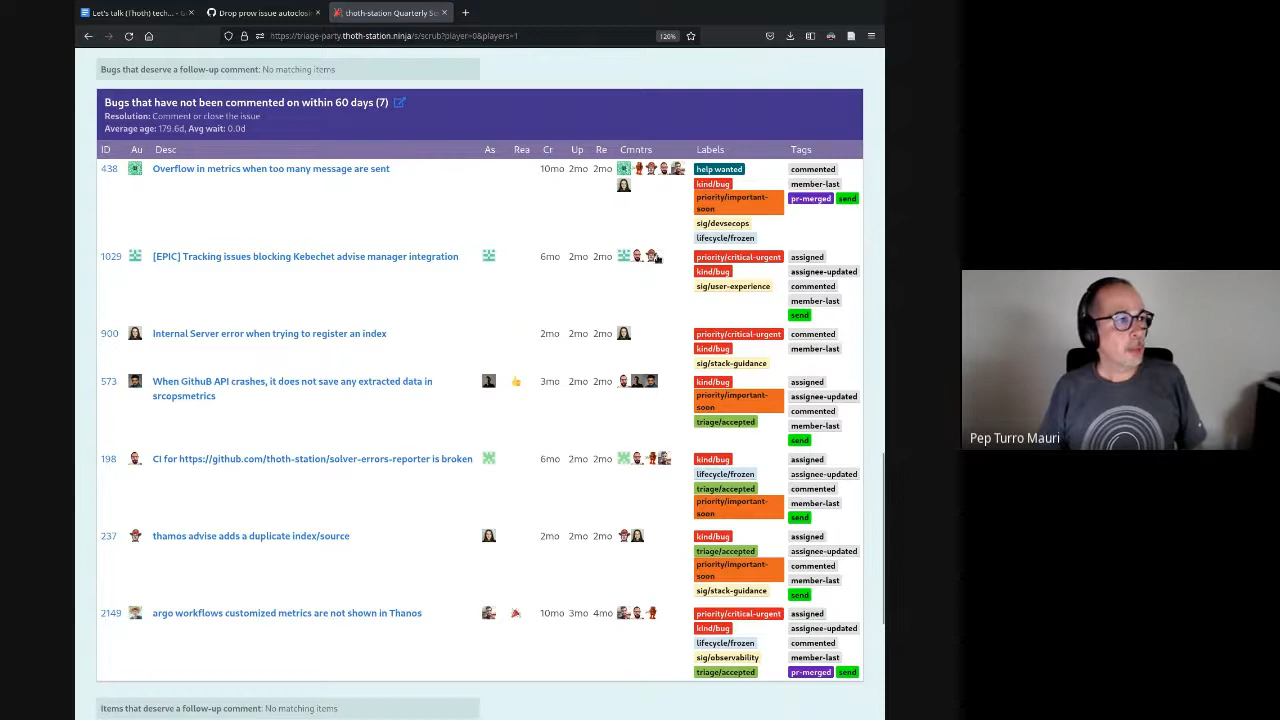 Let's talk (Thoth) tech... - G
Drop prow issue autoclosin
thoth-station Quarterly Sc
https://triage-party.thoth-station.ninja/s/scrub?player=0&players=1
120%
Bugs that deserve a follow-up comment: No matching items
Bugs that have not been commented on within 60 days (7)
Resolution: Comment or close the issue
Average age: 179.6d, Avg wait: 0.0d
ID Au Desc As Rea Cr Up Re Cmntrs Labels Tags
438 Overflow in metrics when too many message are sent 10mo 2mo 2mo help wanted commented
kind/bug member-last
priority/important-soon pr-merged send
sig/devsecops
lifecycle/frozen
1029 [EPIC] Tracking issues blocking Kebechet advise manager integration 6mo 2mo 2mo priority/critical-urgent assigned
kind/bug assignee-updated
sig/user-experience commented
member-last
send
900 Internal Server error when trying to register an index 2mo 2mo 2mo priority/critical-urgent commented
kind/bug member-last
sig/stack-guidance
573 When GithuB API crashes, it does not save any extracted data in 3mo 2mo 2mo kind/bug assigned
srcopsmetrics priority/important-soon assignee-updated
commented
triage/accepted member-last
send
198 CI for https://github.com/thoth-station/solver-errors-reporter is broken 6mo 2mo 2mo kind/bug assigned
lifecycle/frozen assignee-updated
triage/accepted commented
priority/important-soon member-last
send
237 thamos advise adds a duplicate index/source 2mo 2mo 2mo kind/bug assigned
triage/accepted assignee-updated
priority/important-soon commented
member-last
sig/stack-guidance send
2149 argo workflows customized metrics are not shown in Thanos 10mo 3mo 4mo priority/critical-urgent assigned
kind/bug assignee-updated
lifecycle/frozen commented
sig/observability member-last
triage/accepted pr-merged send
Items that deserve a follow-up comment: No matching items
Pep Turro Mauri